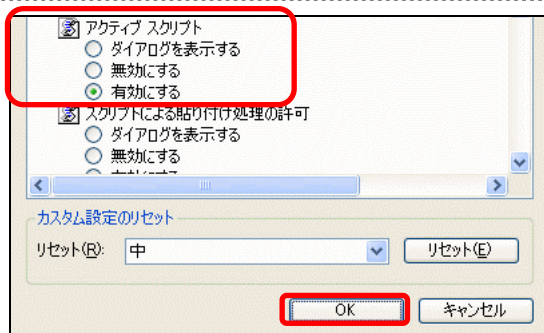 アクティブ スクリプト
ダイアログを表示する
無効にする
有効にする
スクリプトによる貼り付け処理の許可
ダイアログを表示する
無効にする
カスタム設定のリセット
リセット(R): 中 リセット(E)
OK キャンセル